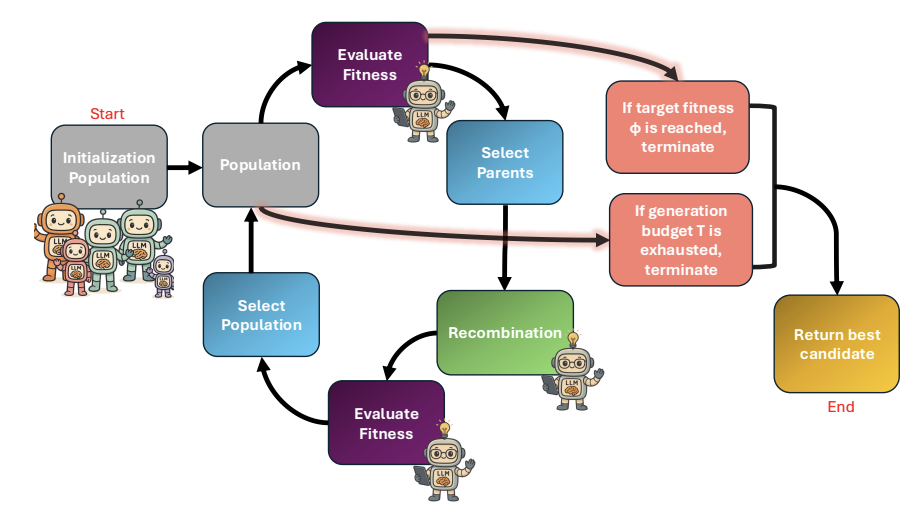 Start
Initialization
Population
LLM
LLM
LLM
LLM
LLM
Population
Evaluate
Fitness
LLM
Select
Parents
Recombination
LLM
Evaluate
Fitness
LLM
Select
Population
If target fitness
ϕ is reached,
terminate
If generation
budget T is
exhausted,
terminate
Return best
candidate
End